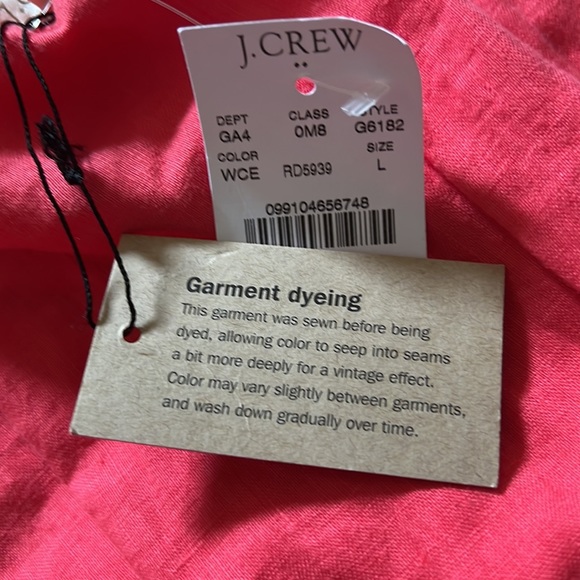 J.CREW
DEPT CLASS STYLE
GA4 0M8 G6182
COLOR SIZE
WCE RD5939 L
099104656748
Garment dyeing
This garment was sewn before being
dyed, allowing color to seep into seams
a bit more deeply for a vintage effect.
Color may vary slightly between garments,
and wash down gradually over time.